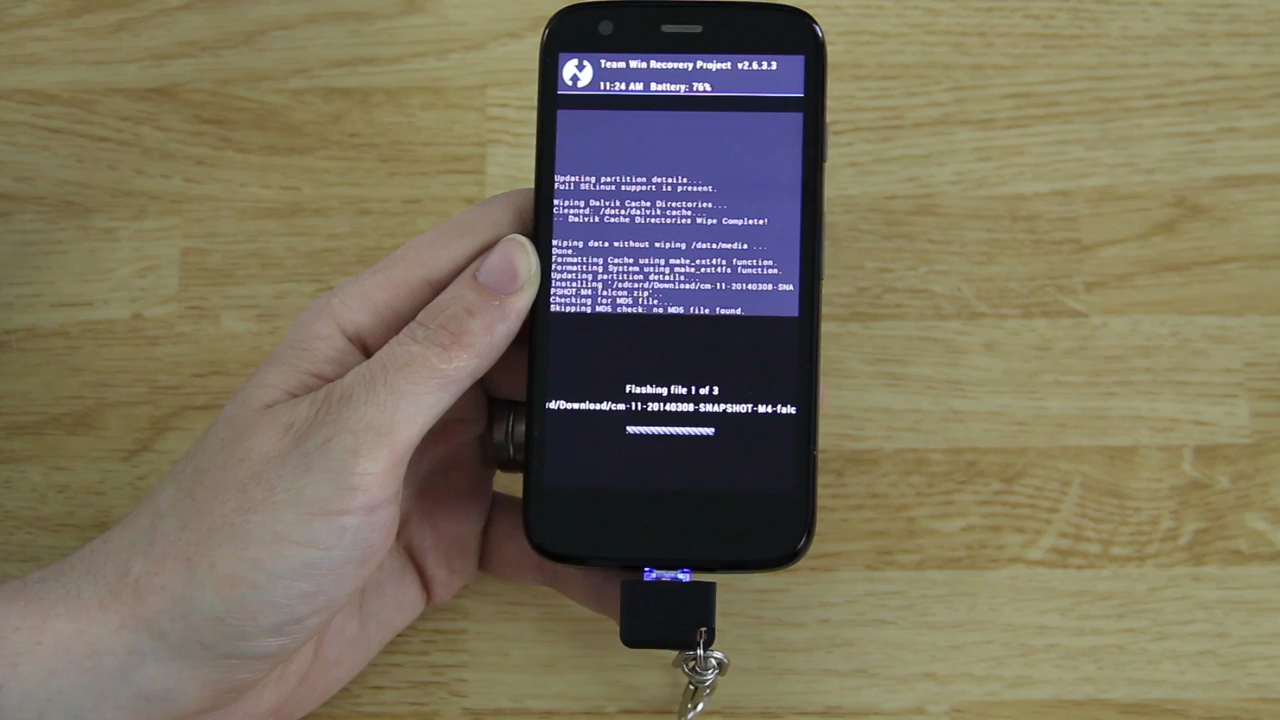 Team Win Recovery Project v2.6.3.3
11:24 AM Battery: 76%
Updating partition details...
Full SELinux support is present.
Wiping Dalvik Cache Directories...
Cleaned: /data/dalvik-cache...
-- Dalvik Cache Directories Wipe Complete!
Wiping data without wiping /data/media ...
Done.
Formatting Cache using make_ext4fs function.
Formatting System using make_ext4fs function.
Updating partition details...
Installing '/sdcard/Download/cm-11-20140308-SNA
PSHOT-M4-falcon.zip'...
Checking for MD5 file...
Skipping MD5 check: no MD5 file found.
Flashing file 1 of 3
rd/Download/cm-11-20140308-SNAPSHOT-M4-falc